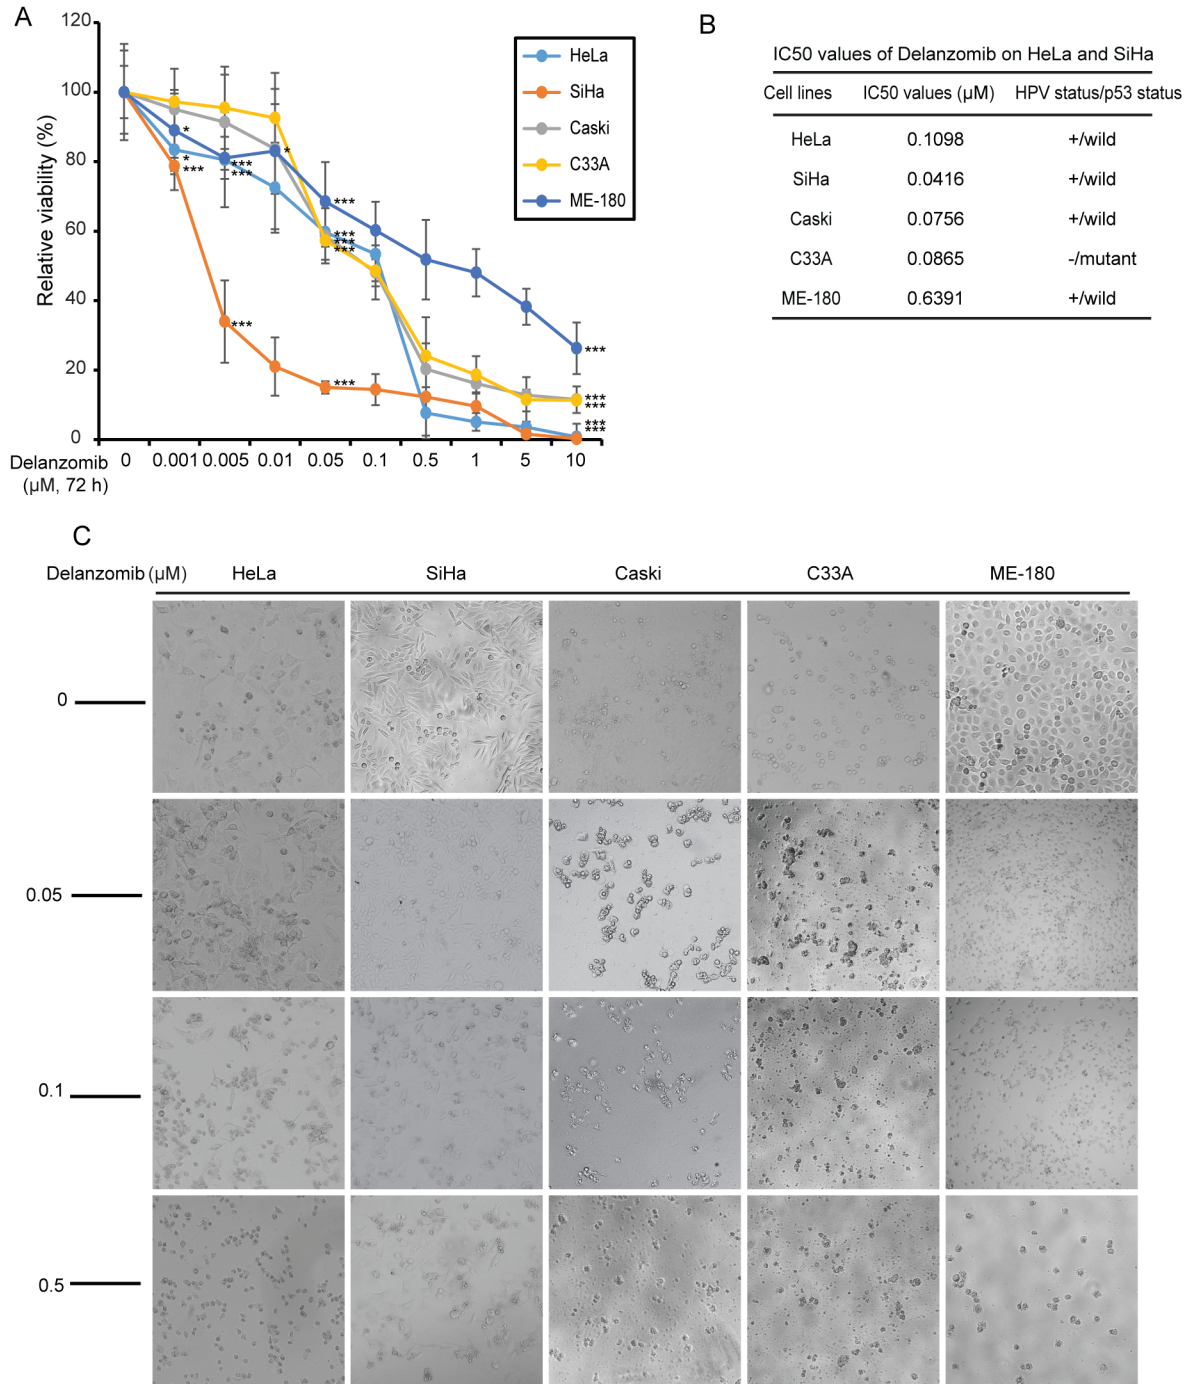 A
Relative viability (%)
120
100
80
60
40
20
0
*
*
***
***
***
***
*
***
***
***
***
***
***
***
***
***
***
***
HeLa
SiHa
Caski
C33A
ME-180
Delanzomib 0 0.001 0.005 0.01 0.05 0.1 0.5 1 5 10
(µM, 72 h)
B
IC50 values of Delanzomib on HeLa and SiHa
Cell lines IC50 values (µM) HPV status/p53 status
HeLa 0.1098 +/wild
SiHa 0.0416 +/wild
Caski 0.0756 +/wild
C33A 0.0865 -/mutant
ME-180 0.6391 +/wild
C
Delanzomib (µM) HeLa SiHa Caski C33A ME-180
0
0.05
0.1
0.5